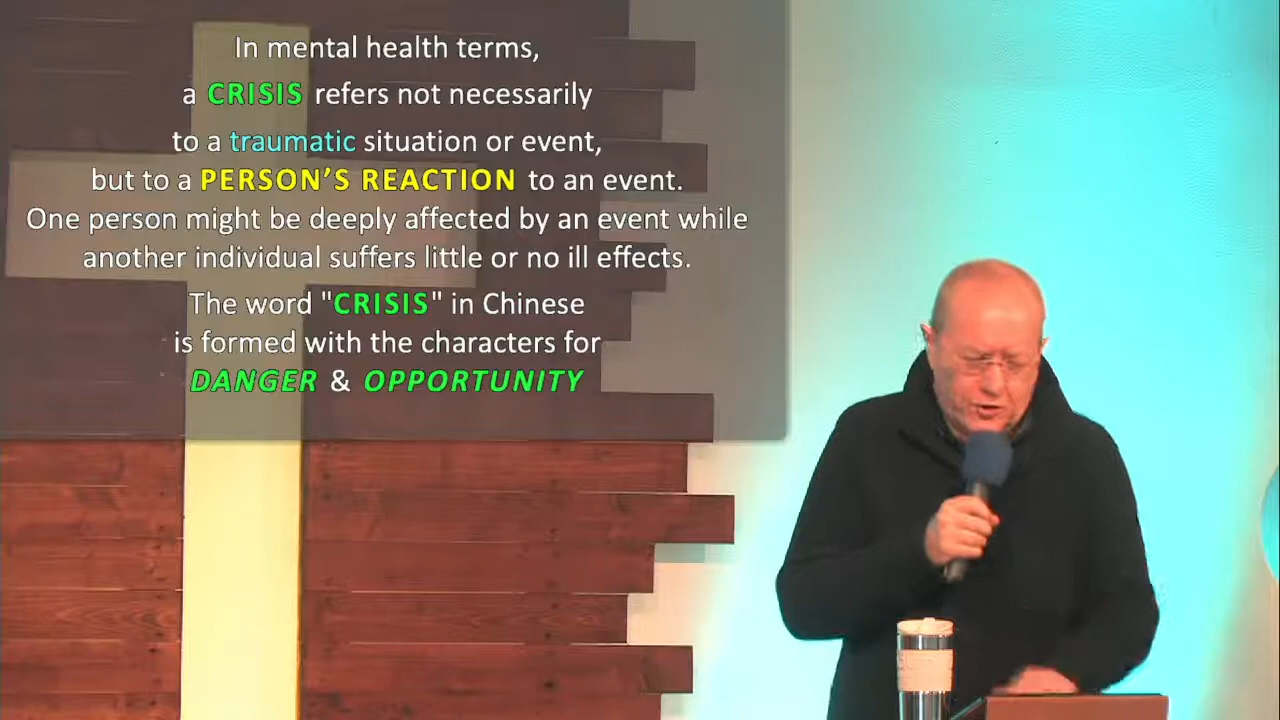 In mental health terms,
a CRISIS refers not necessarily
to a traumatic situation or event,
but to a PERSON’S REACTION to an event.
One person might be deeply affected by an event while
another individual suffers little or no ill effects.
The word "CRISIS" in Chinese
is formed with the characters for
DANGER & OPPORTUNITY